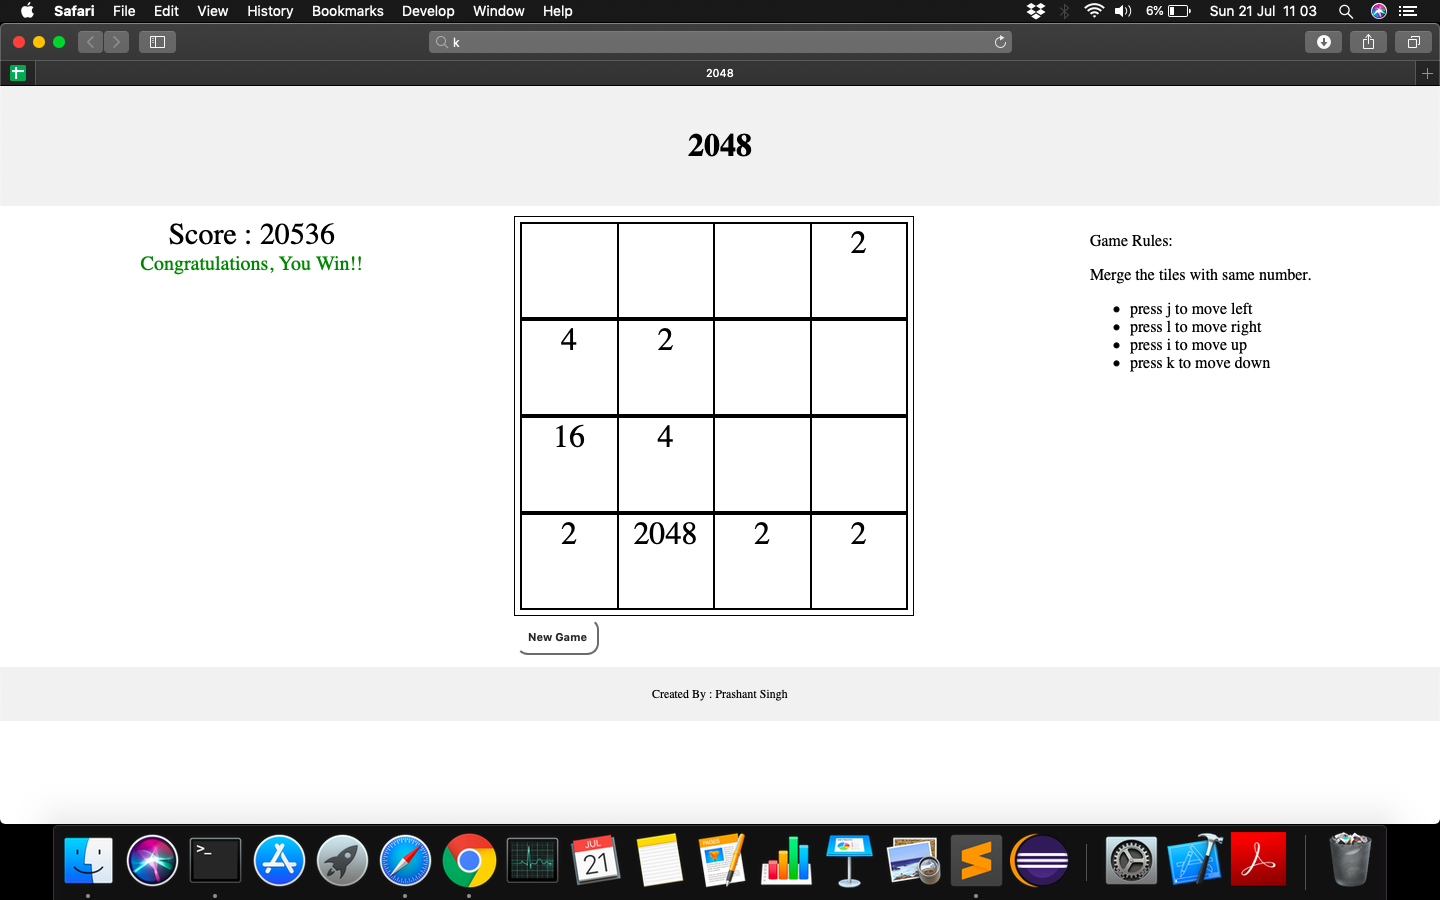 Safari File Edit View History Bookmarks Develop Window Help 6% Sun 21 Jul 11 03
k
2048
2048
Score : 20536
Congratulations, You Win!!
2
4 2
16 4
2 2048 2 2
New Game
Game Rules:
Merge the tiles with same number.
• press j to move left
• press l to move right
• press i to move up
• press k to move down
Created By : Prashant Singh
>_
JUL
21
PAGES